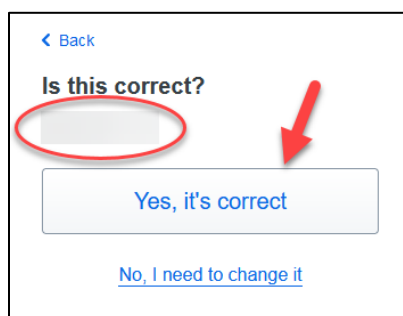 Back
Is this correct?
Yes, it's correct
No, I need to change it